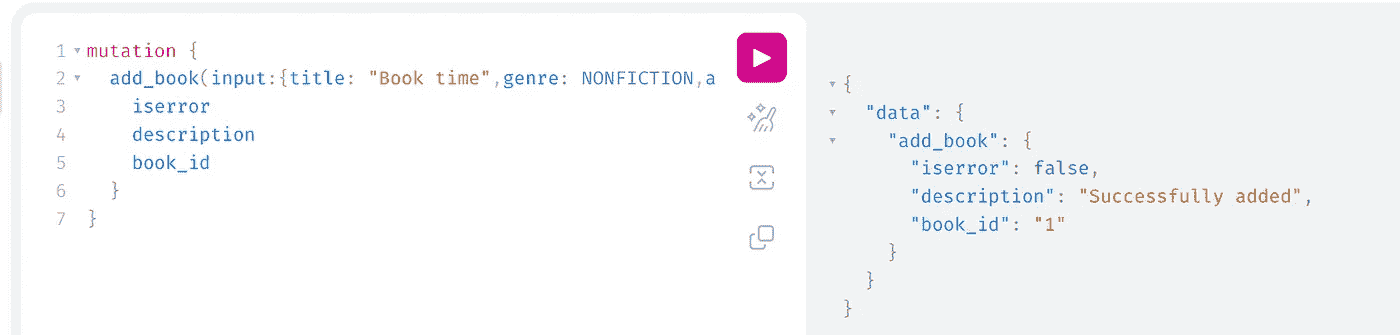 1 mutation {
2 add_book(input:{title: "Book time",genre: NONFICTION,a
3 iserror
4 description
5 book_id
6 }
7 }
{
"data": {
"add_book": {
"iserror": false,
"description": "Successfully added",
"book_id": "1"
}
}
}